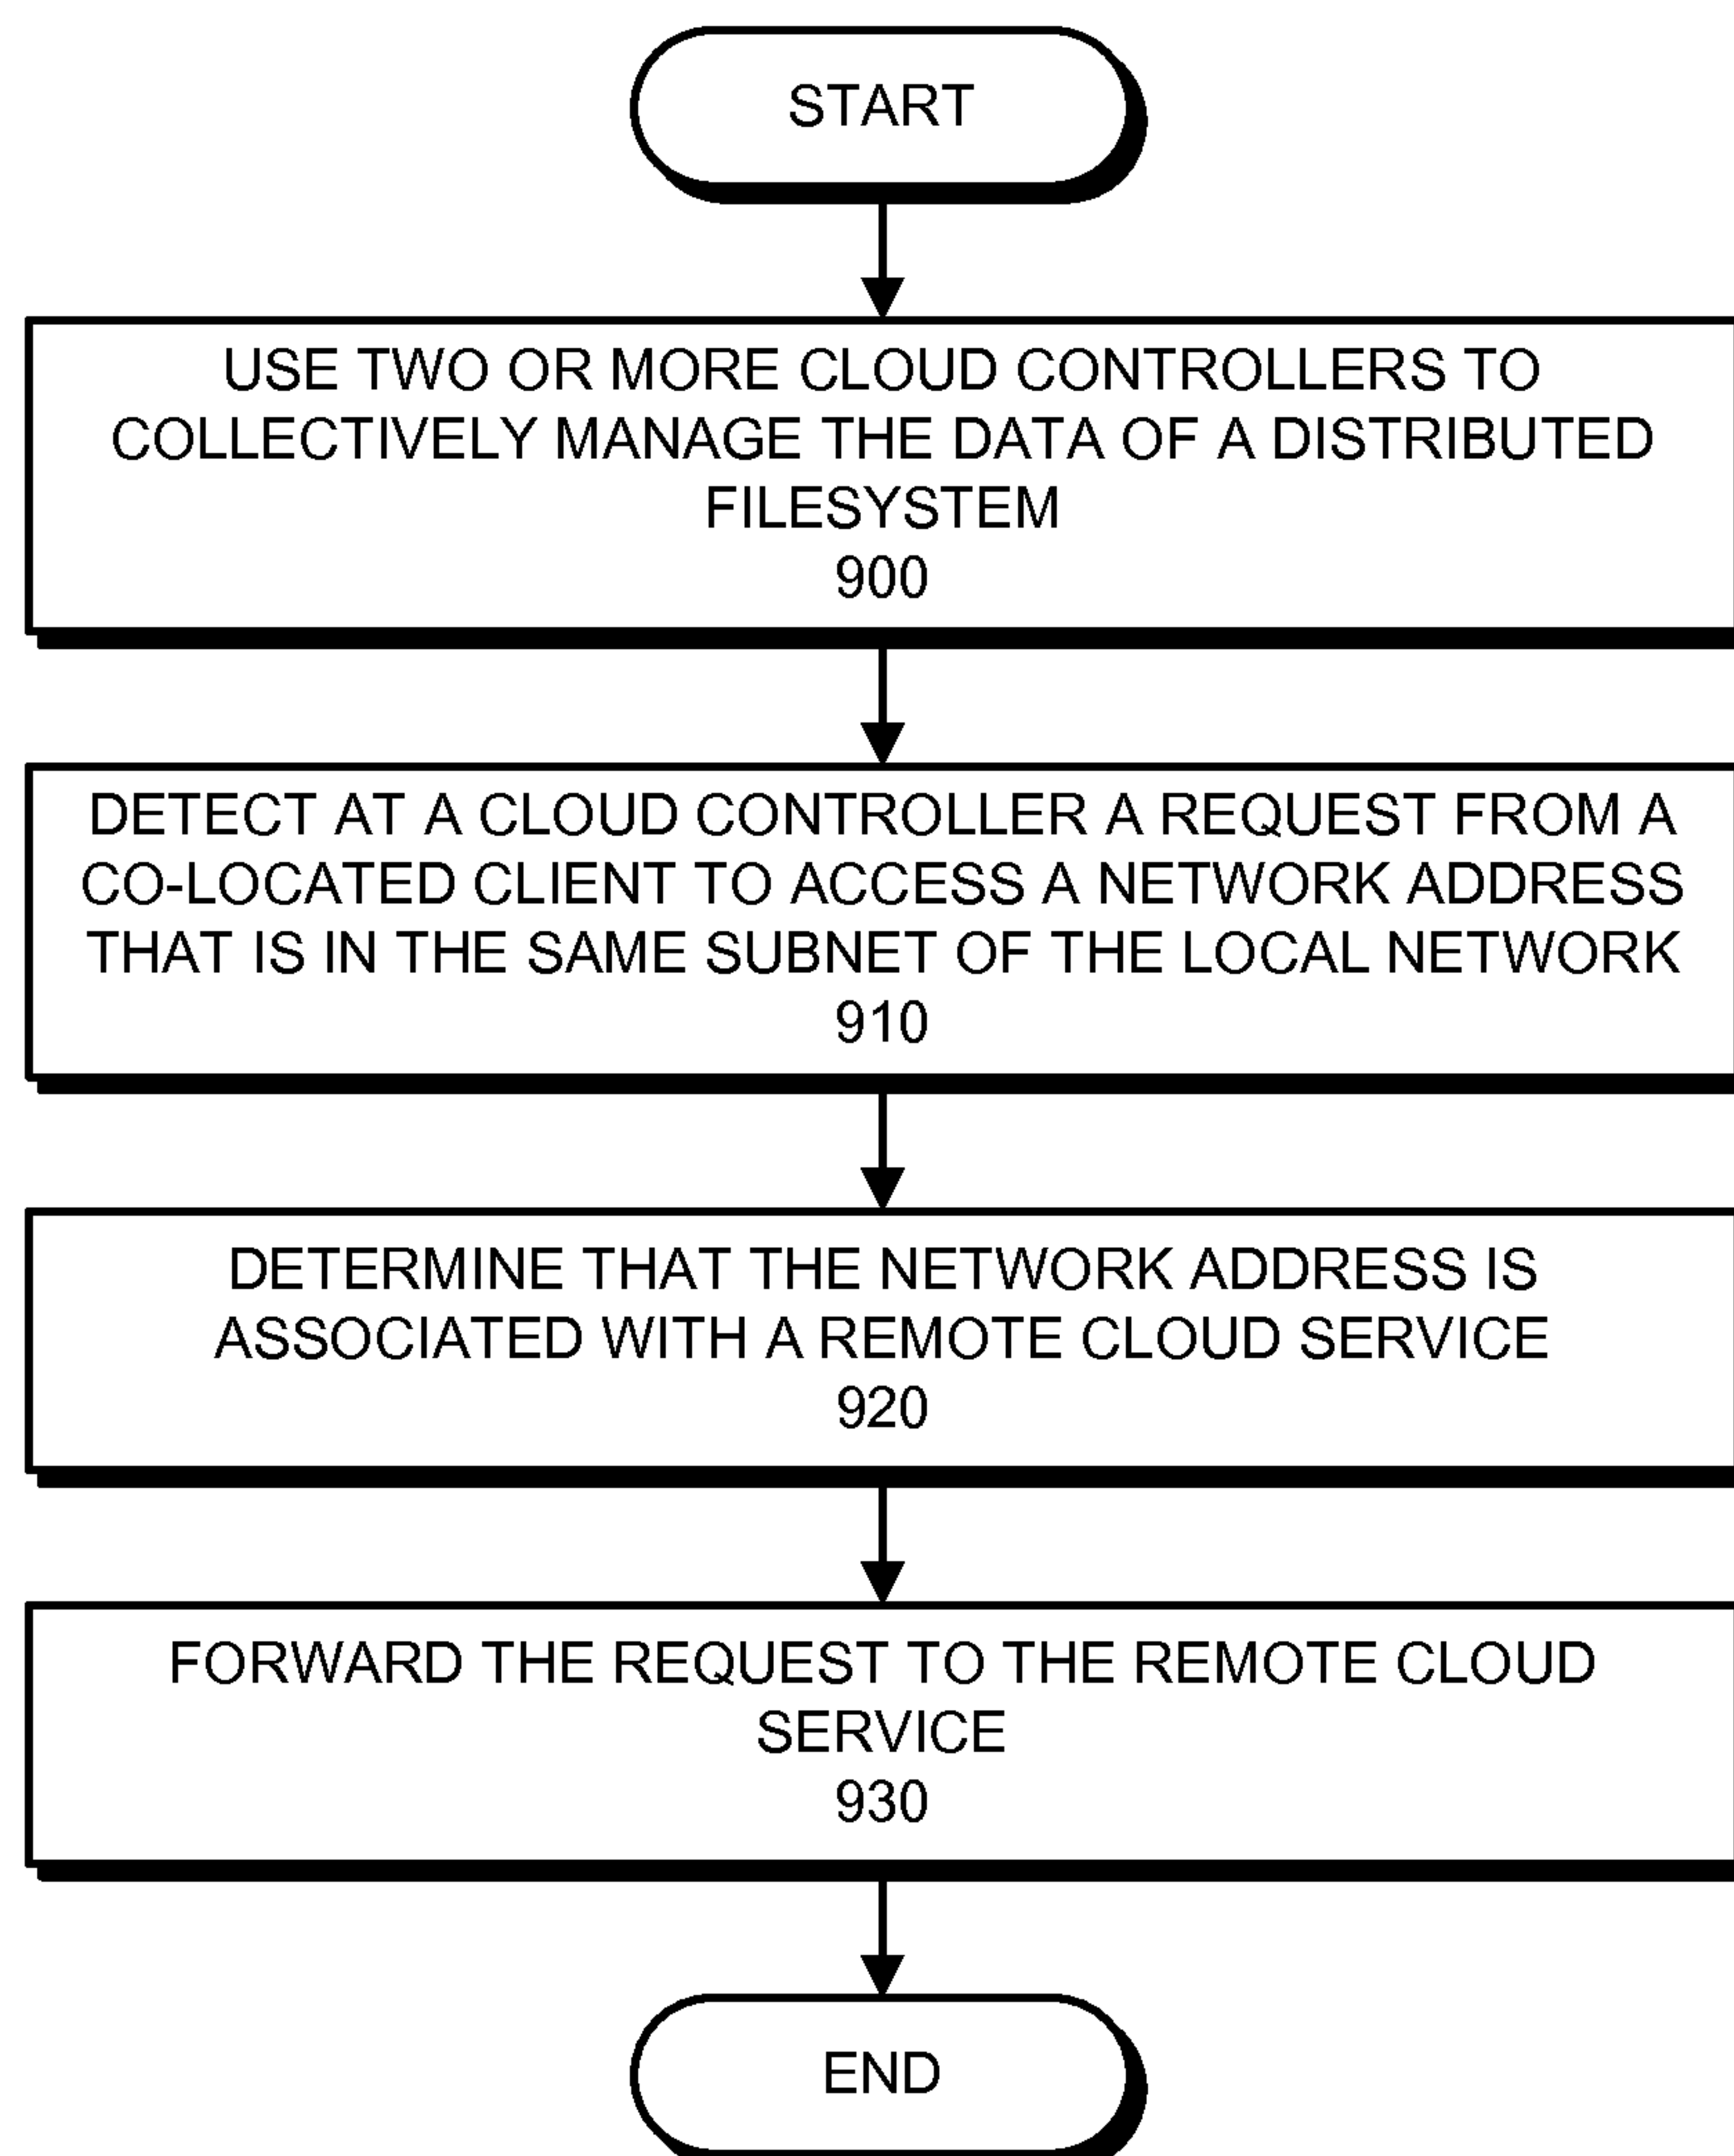 START
USE TWO OR MORE CLOUD CONTROLLERS TO
COLLECTIVELY MANAGE THE DATA OF A DISTRIBUTED
FILESYSTEM
900
DETECT AT A CLOUD CONTROLLER A REQUEST FROM A
CO-LOCATED CLIENT TO ACCESS A NETWORK ADDRESS
THAT IS IN THE SAME SUBNET OF THE LOCAL NETWORK
910
DETERMINE THAT THE NETWORK ADDRESS IS
ASSOCIATED WITH A REMOTE CLOUD SERVICE
920
FORWARD THE REQUEST TO THE REMOTE CLOUD
SERVICE
930
END